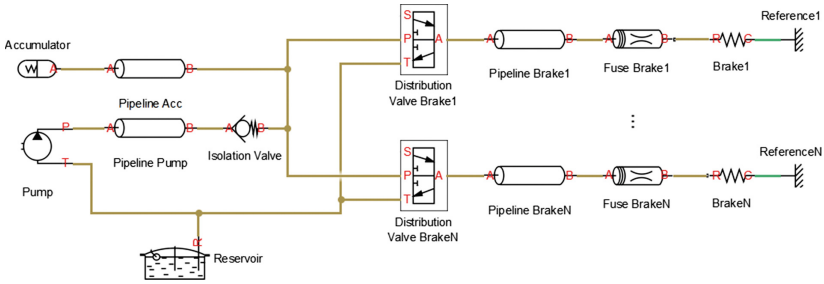 Reference1
Accumulator
S
P A
T
A B
A B
A B
R C
Pipeline Acc
Pipeline Brake1
Fuse Brake1
Brake1
Distribution
Valve Brake1
P
T
A B
A B
Pump
Pipeline Pump
Isolation Valve
...
ReferenceN
S
P A
T
A B
A B
R C
Distribution
Valve BrakeN
Pipeline BrakeN
Fuse BrakeN
BrakeN
R
Reservoir